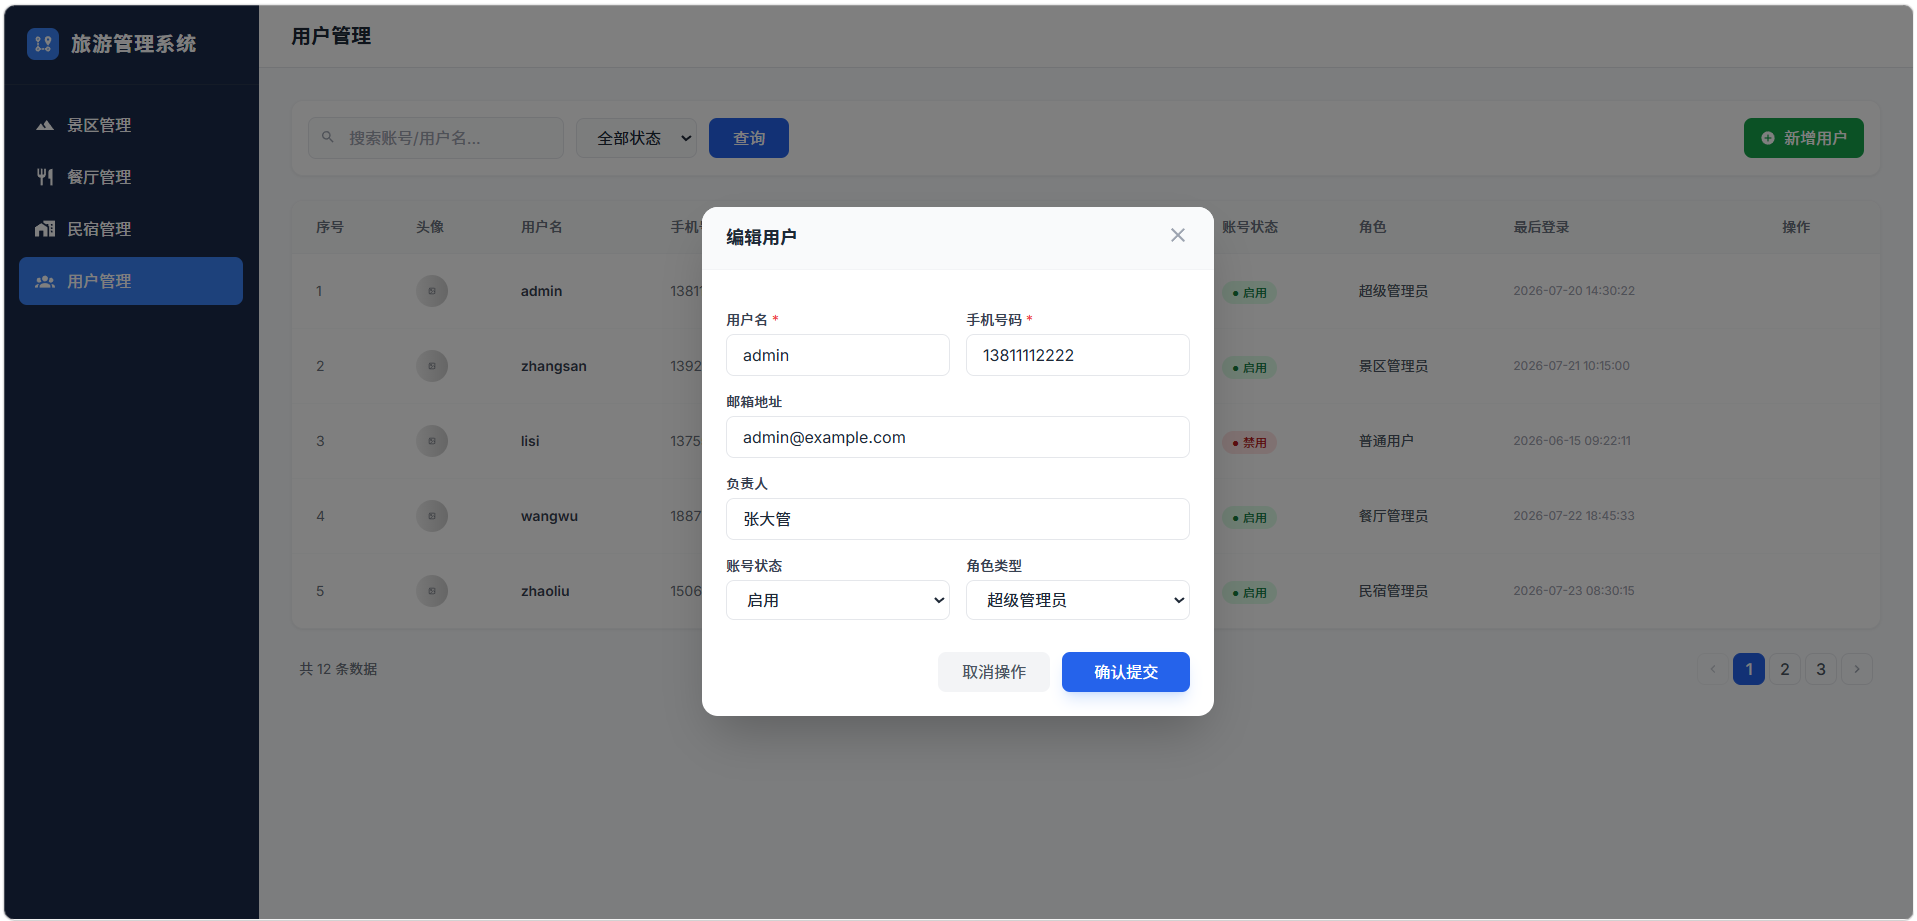 旅游管理系统
景区管理
餐厅管理
民宿管理
用户管理
用户管理
搜索账号/用户名...
全部状态
查询
新增用户
序号 头像 用户名 手机号 账号状态 角色 最后登录 操作
1 admin 1381 启用 超级管理员 2026-07-20 14:30:22
2 zhangsan 1392 启用 景区管理员 2026-07-21 10:15:00
3 lisi 1375 禁用 普通用户 2026-06-15 09:22:11
4 wangwu 1887 启用 餐厅管理员 2026-07-22 18:45:33
5 zhaoliu 1506 启用 民宿管理员 2026-07-23 08:30:15
共 12 条数据
1 2 3
编辑用户
用户名 * 手机号码 *
admin 13811112222
邮箱地址
admin@example.com
负责人
张大管
账号状态 角色类型
启用 超级管理员
取消操作 确认提交